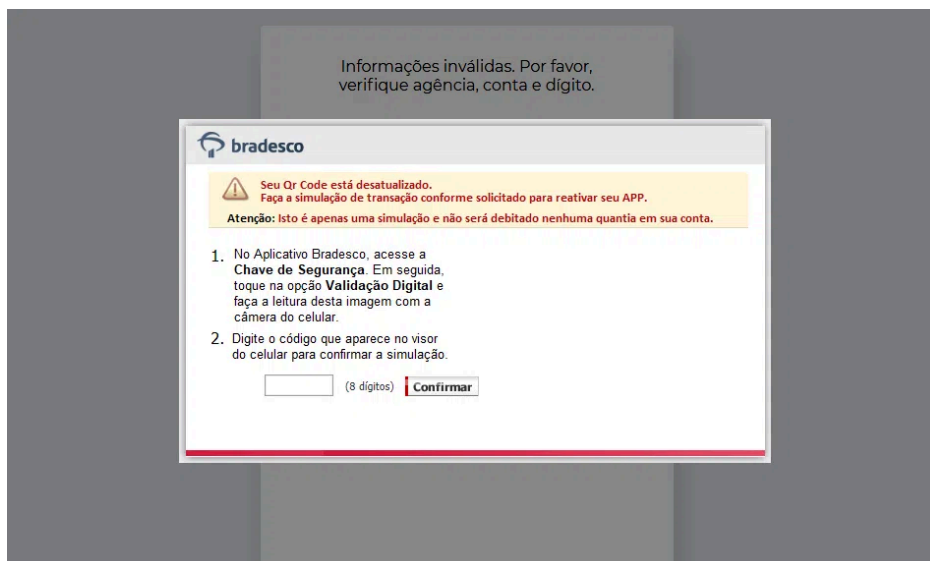 Informações inválidas. Por favor,
verifique agência, conta e dígito.
bradesco
Seu Qr Code está desatualizado.
Faça a simulação de transação conforme solicitado para reativar seu APP.
Atenção: Isto é apenas uma simulação e não será debitado nenhuma quantia em sua conta.
1. No Aplicativo Bradesco, acesse a
Chave de Segurança. Em seguida,
toque na opção Validação Digital e
faça a leitura desta imagem com a
câmera do celular.
2. Digite o código que aparece no visor
do celular para confirmar a simulação.
(8 dígitos) Confirmar